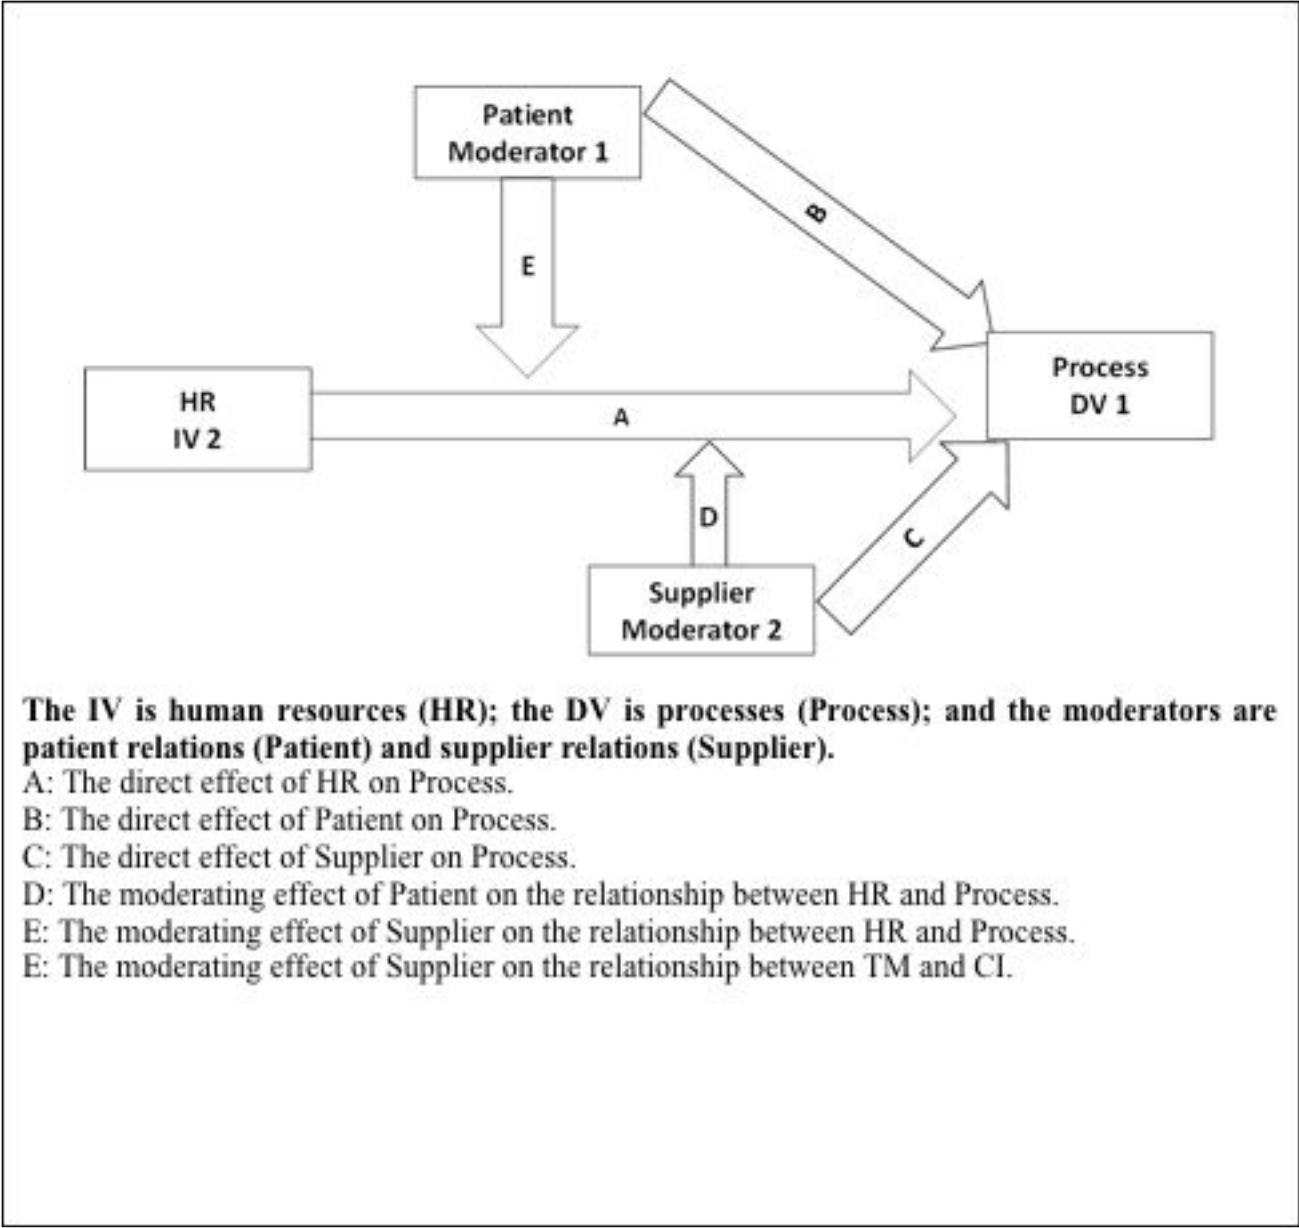 Patient
Moderator 1
B
E
HR
IV 2
A
Process
DV 1
D
C
Supplier
Moderator 2
The IV is human resources (HR); the DV is processes (Process); and the moderators are
patient relations (Patient) and supplier relations (Supplier).
A: The direct effect of HR on Process.
B: The direct effect of Patient on Process.
C: The direct effect of Supplier on Process.
D: The moderating effect of Patient on the relationship between HR and Process.
E: The moderating effect of Supplier on the relationship between HR and Process.
E: The moderating effect of Supplier on the relationship between TM and CI.